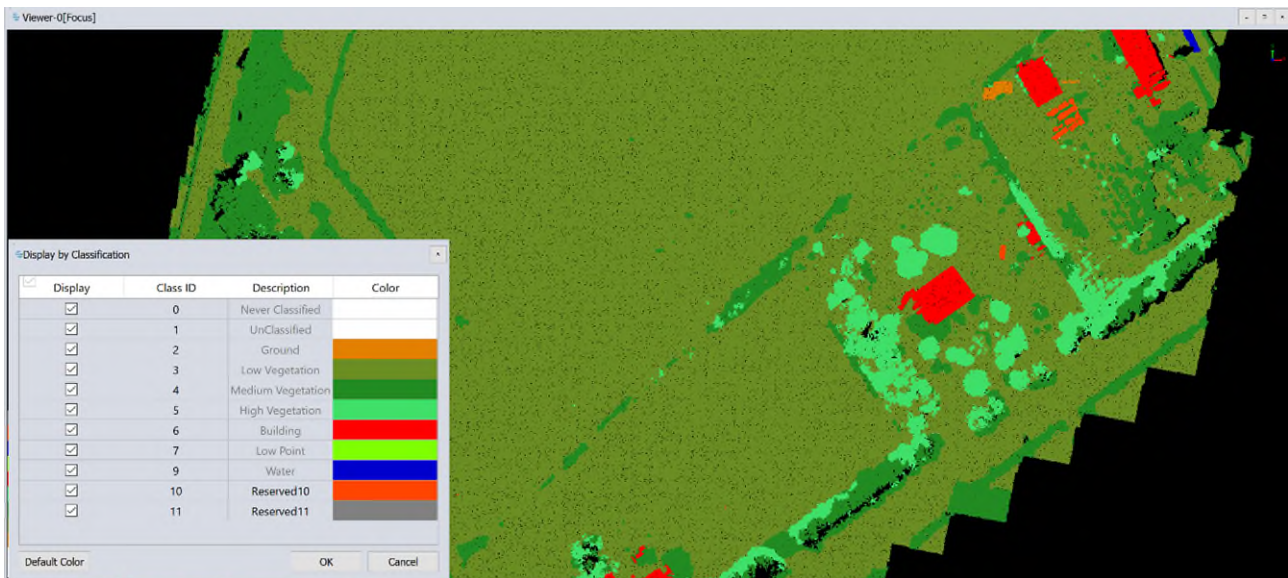 Viewer-0[Focus]
Display by Classification
Display Class ID Description Color
0 Never Classified
1 UnClassified
2 Ground
3 Low Vegetation
4 Medium Vegetation
5 High Vegetation
6 Building
7 Low Point
9 Water
10 Reserved10
11 Reserved11
Default Color OK Cancel